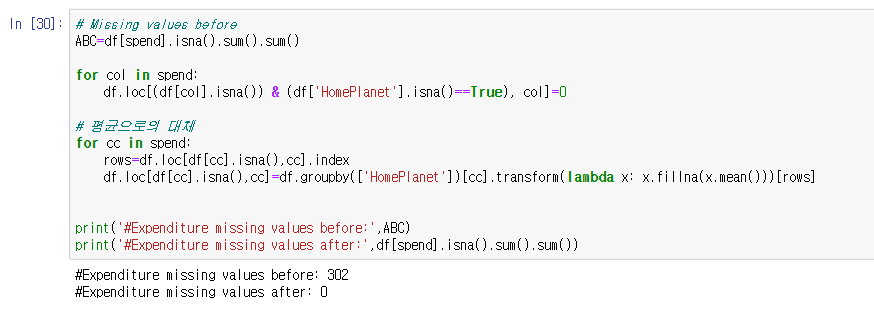 In [30]: # Missing values before
ABC=df[spend].isna().sum().sum()
for col in spend:
df.loc[(df[col].isna()) & (df['HomePlanet'].isna()==True), col]=0
# 평균으로의 대체
for cc in spend:
rows=df.loc[df[cc].isna(),cc].index
df.loc[df[cc].isna(),cc]=df.groupby(['HomePlanet'])[cc].transform(lambda x: x.fillna(x.mean()))[rows]
print('#Expenditure missing values before:',ABC)
print('#Expenditure missing values after:',df[spend].isna().sum().sum())
#Expenditure missing values before: 302
#Expenditure missing values after: 0